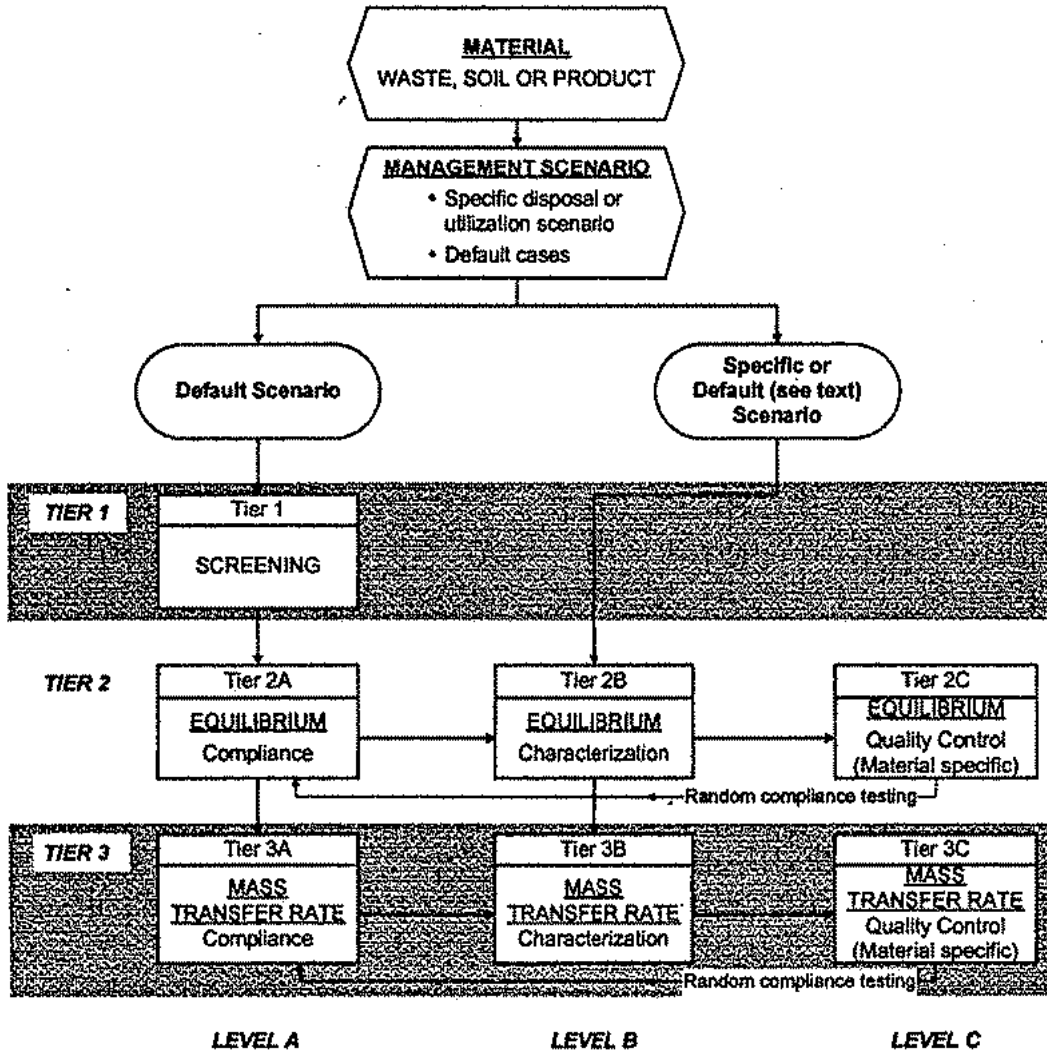 MATERIAL
WASTE, SOIL OR PRODUCT
MANAGEMENT SCENARIO
• Specific disposal or
utilization scenario
• Default cases
Default Scenario
Specific or
Default (see text)
Scenario
TIER 1
Tier 1
SCREENING
TIER 2
Tier 2A
EQUILIBRIUM
Compliance
Tier 2B
EQUILIBRIUM
Characterization
Tier 2C
EQUILIBRIUM
Quality Control
(Material specific)
Random compliance testing
TIER 3
Tier 3A
MASS
TRANSFER RATE
Compliance
Tier 3B
MASS
TRANSFER RATE
Characterization
Tier 3C
MASS
TRANSFER RATE
Quality Control
(Material specific)
Random compliance testing
LEVEL A
LEVEL B
LEVEL C